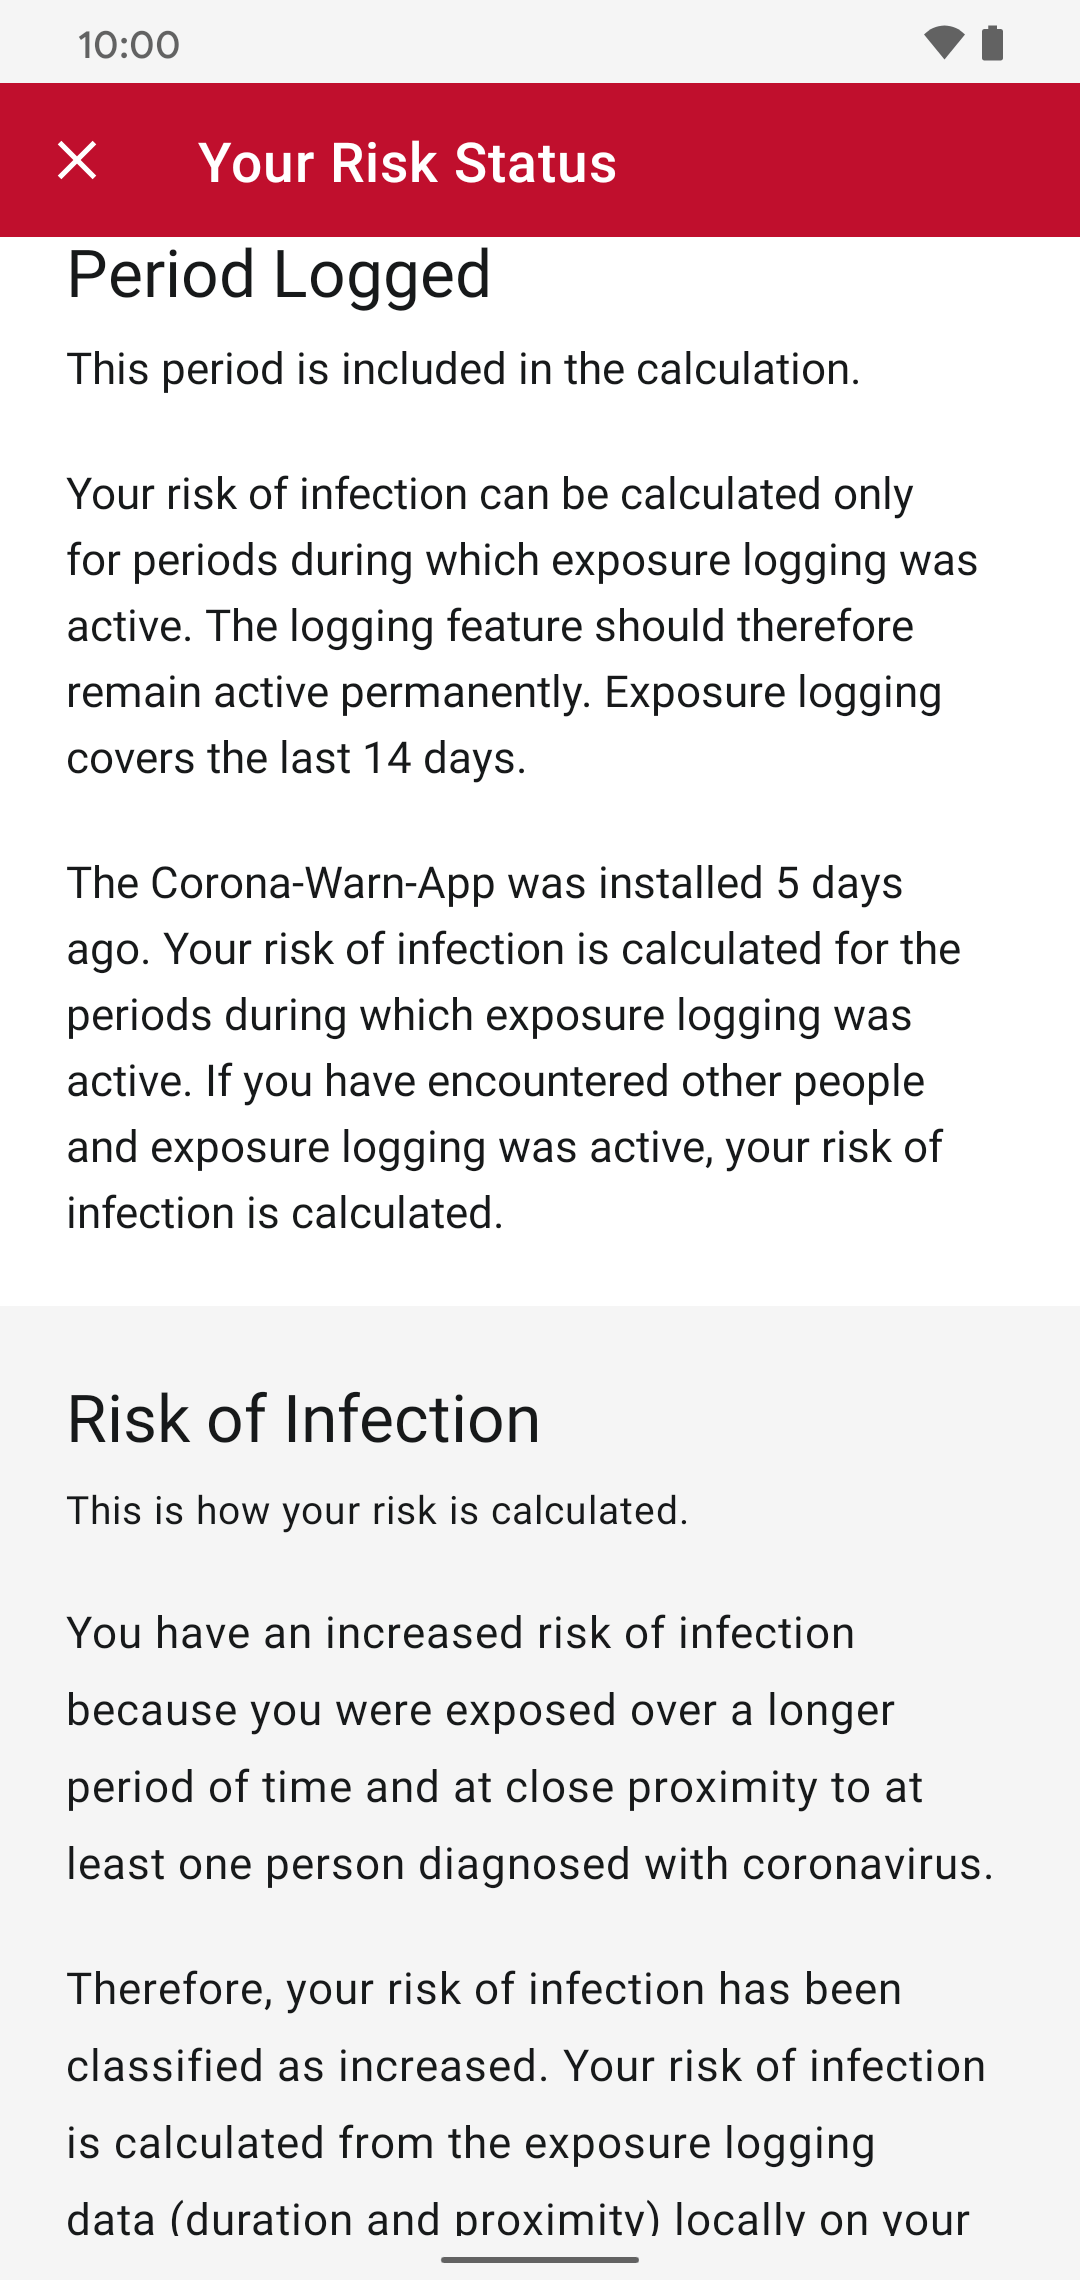 10:00
Your Risk Status
Period Logged
This period is included in the calculation.
Your risk of infection can be calculated only
for periods during which exposure logging was
active. The logging feature should therefore
remain active permanently. Exposure logging
covers the last 14 days.
The Corona-Warn-App was installed 5 days
ago. Your risk of infection is calculated for the
periods during which exposure logging was
active. If you have encountered other people
and exposure logging was active, your risk of
infection is calculated.
Risk of Infection
This is how your risk is calculated.
You have an increased risk of infection
because you were exposed over a longer
period of time and at close proximity to at
least one person diagnosed with coronavirus.
Therefore, your risk of infection has been
classified as increased. Your risk of infection
is calculated from the exposure logging
data (duration and proximity) locally on your